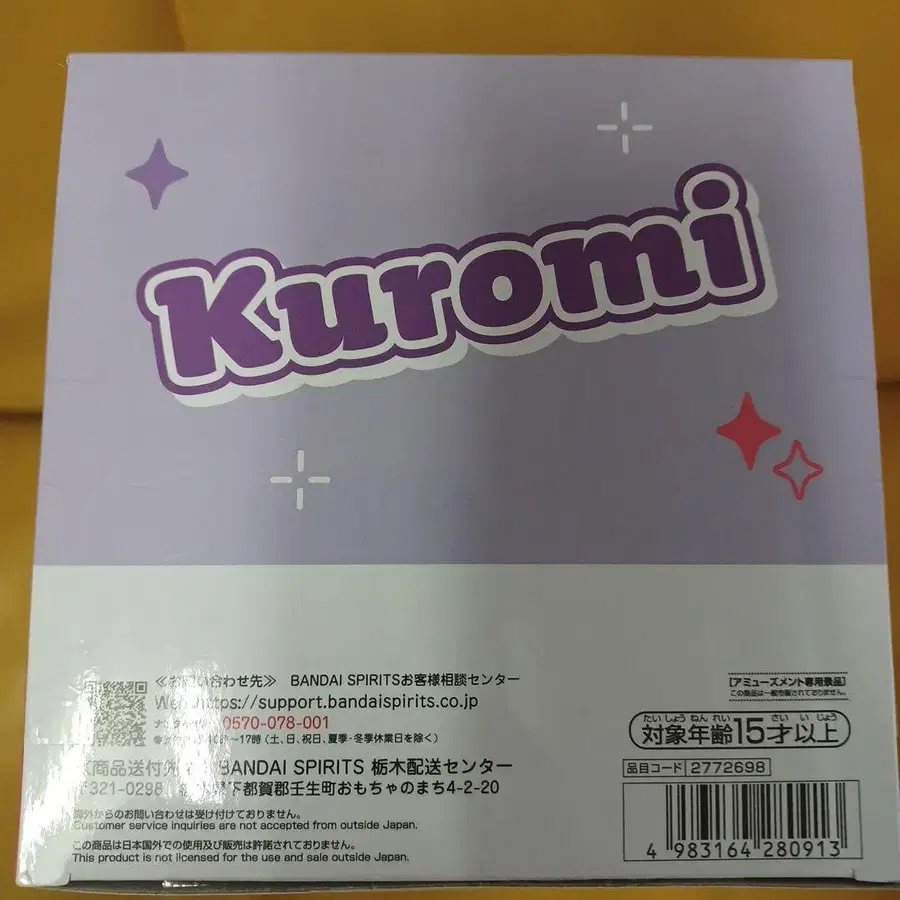 Kuromi
≪お問い合わせ先≫ BANDAI SPIRITSお客様相談センター
Web https://support.bandaispirits.co.jp
0570-078-001
～17時 (土、日、祝日、夏季・冬季休業日を除く)
商品送付先 BANDAI SPIRITS 栃木配送センター
〒321-0298 下都賀郡壬生町おもちゃのまち4-2-20
海外からのお問い合わせは受け付けておりません。
Customer service inquiries are not accepted from outside Japan.
この商品は日本国外での使用及び販売は許諾されておりません。
This product is not licensed for the use and sale outside Japan.
[アミューズメント専用景品]
この商品は一般市販されておりません。
たい しょう ねん れい さい い じょう
対象年齢15才以上
品目コード 2772698
4 983164 280913